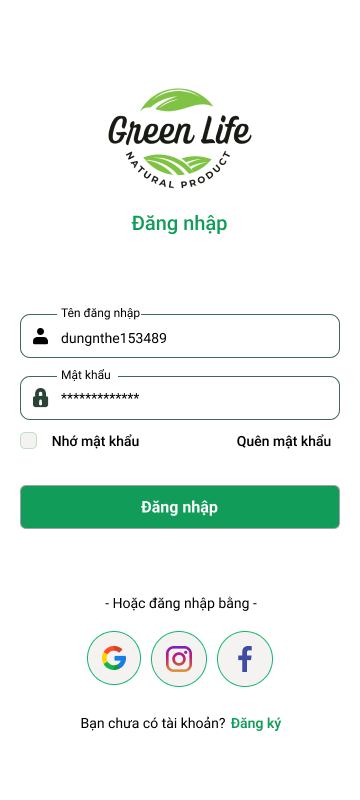 Green Life
NATURAL PRODUCT
Đăng nhập
Tên đăng nhập
dungnthe153489
Mật khẩu
*************
Nhớ mật khẩu
Quên mật khẩu
Đăng nhập
- Hoặc đăng nhập bằng -
Bạn chưa có tài khoản? Đăng ký